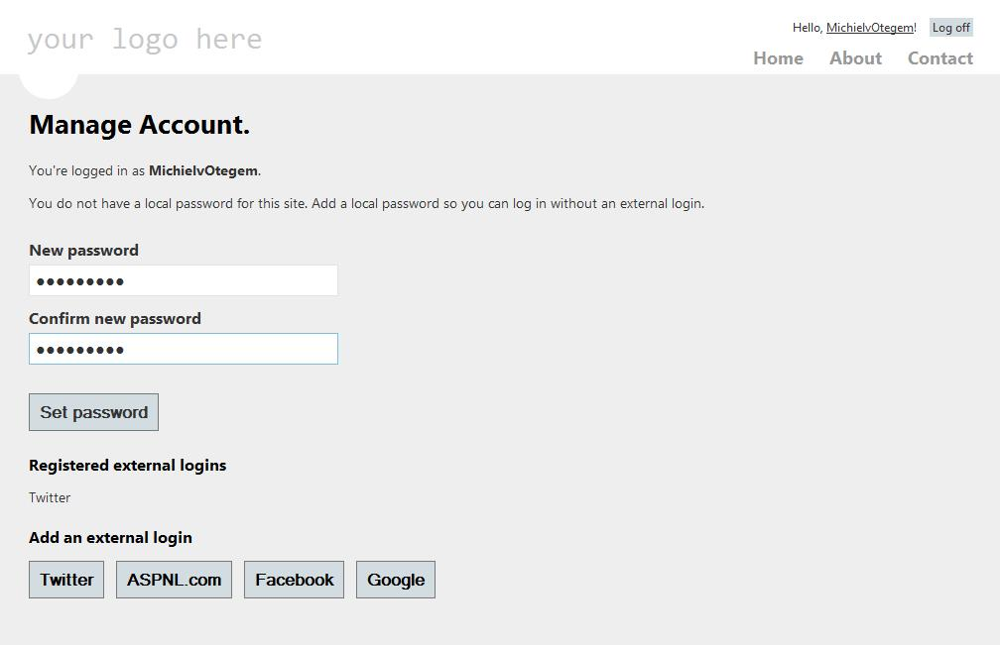 your logo here
Hello, MichielvOtegem! Log off
Home About Contact
Manage Account.
You're logged in as MichielvOtegem.
You do not have a local password for this site. Add a local password so you can log in without an external login.
New password
•••••••••
Confirm new password
•••••••••
Set password
Registered external logins
Twitter
Add an external login
Twitter ASPNL.com Facebook Google